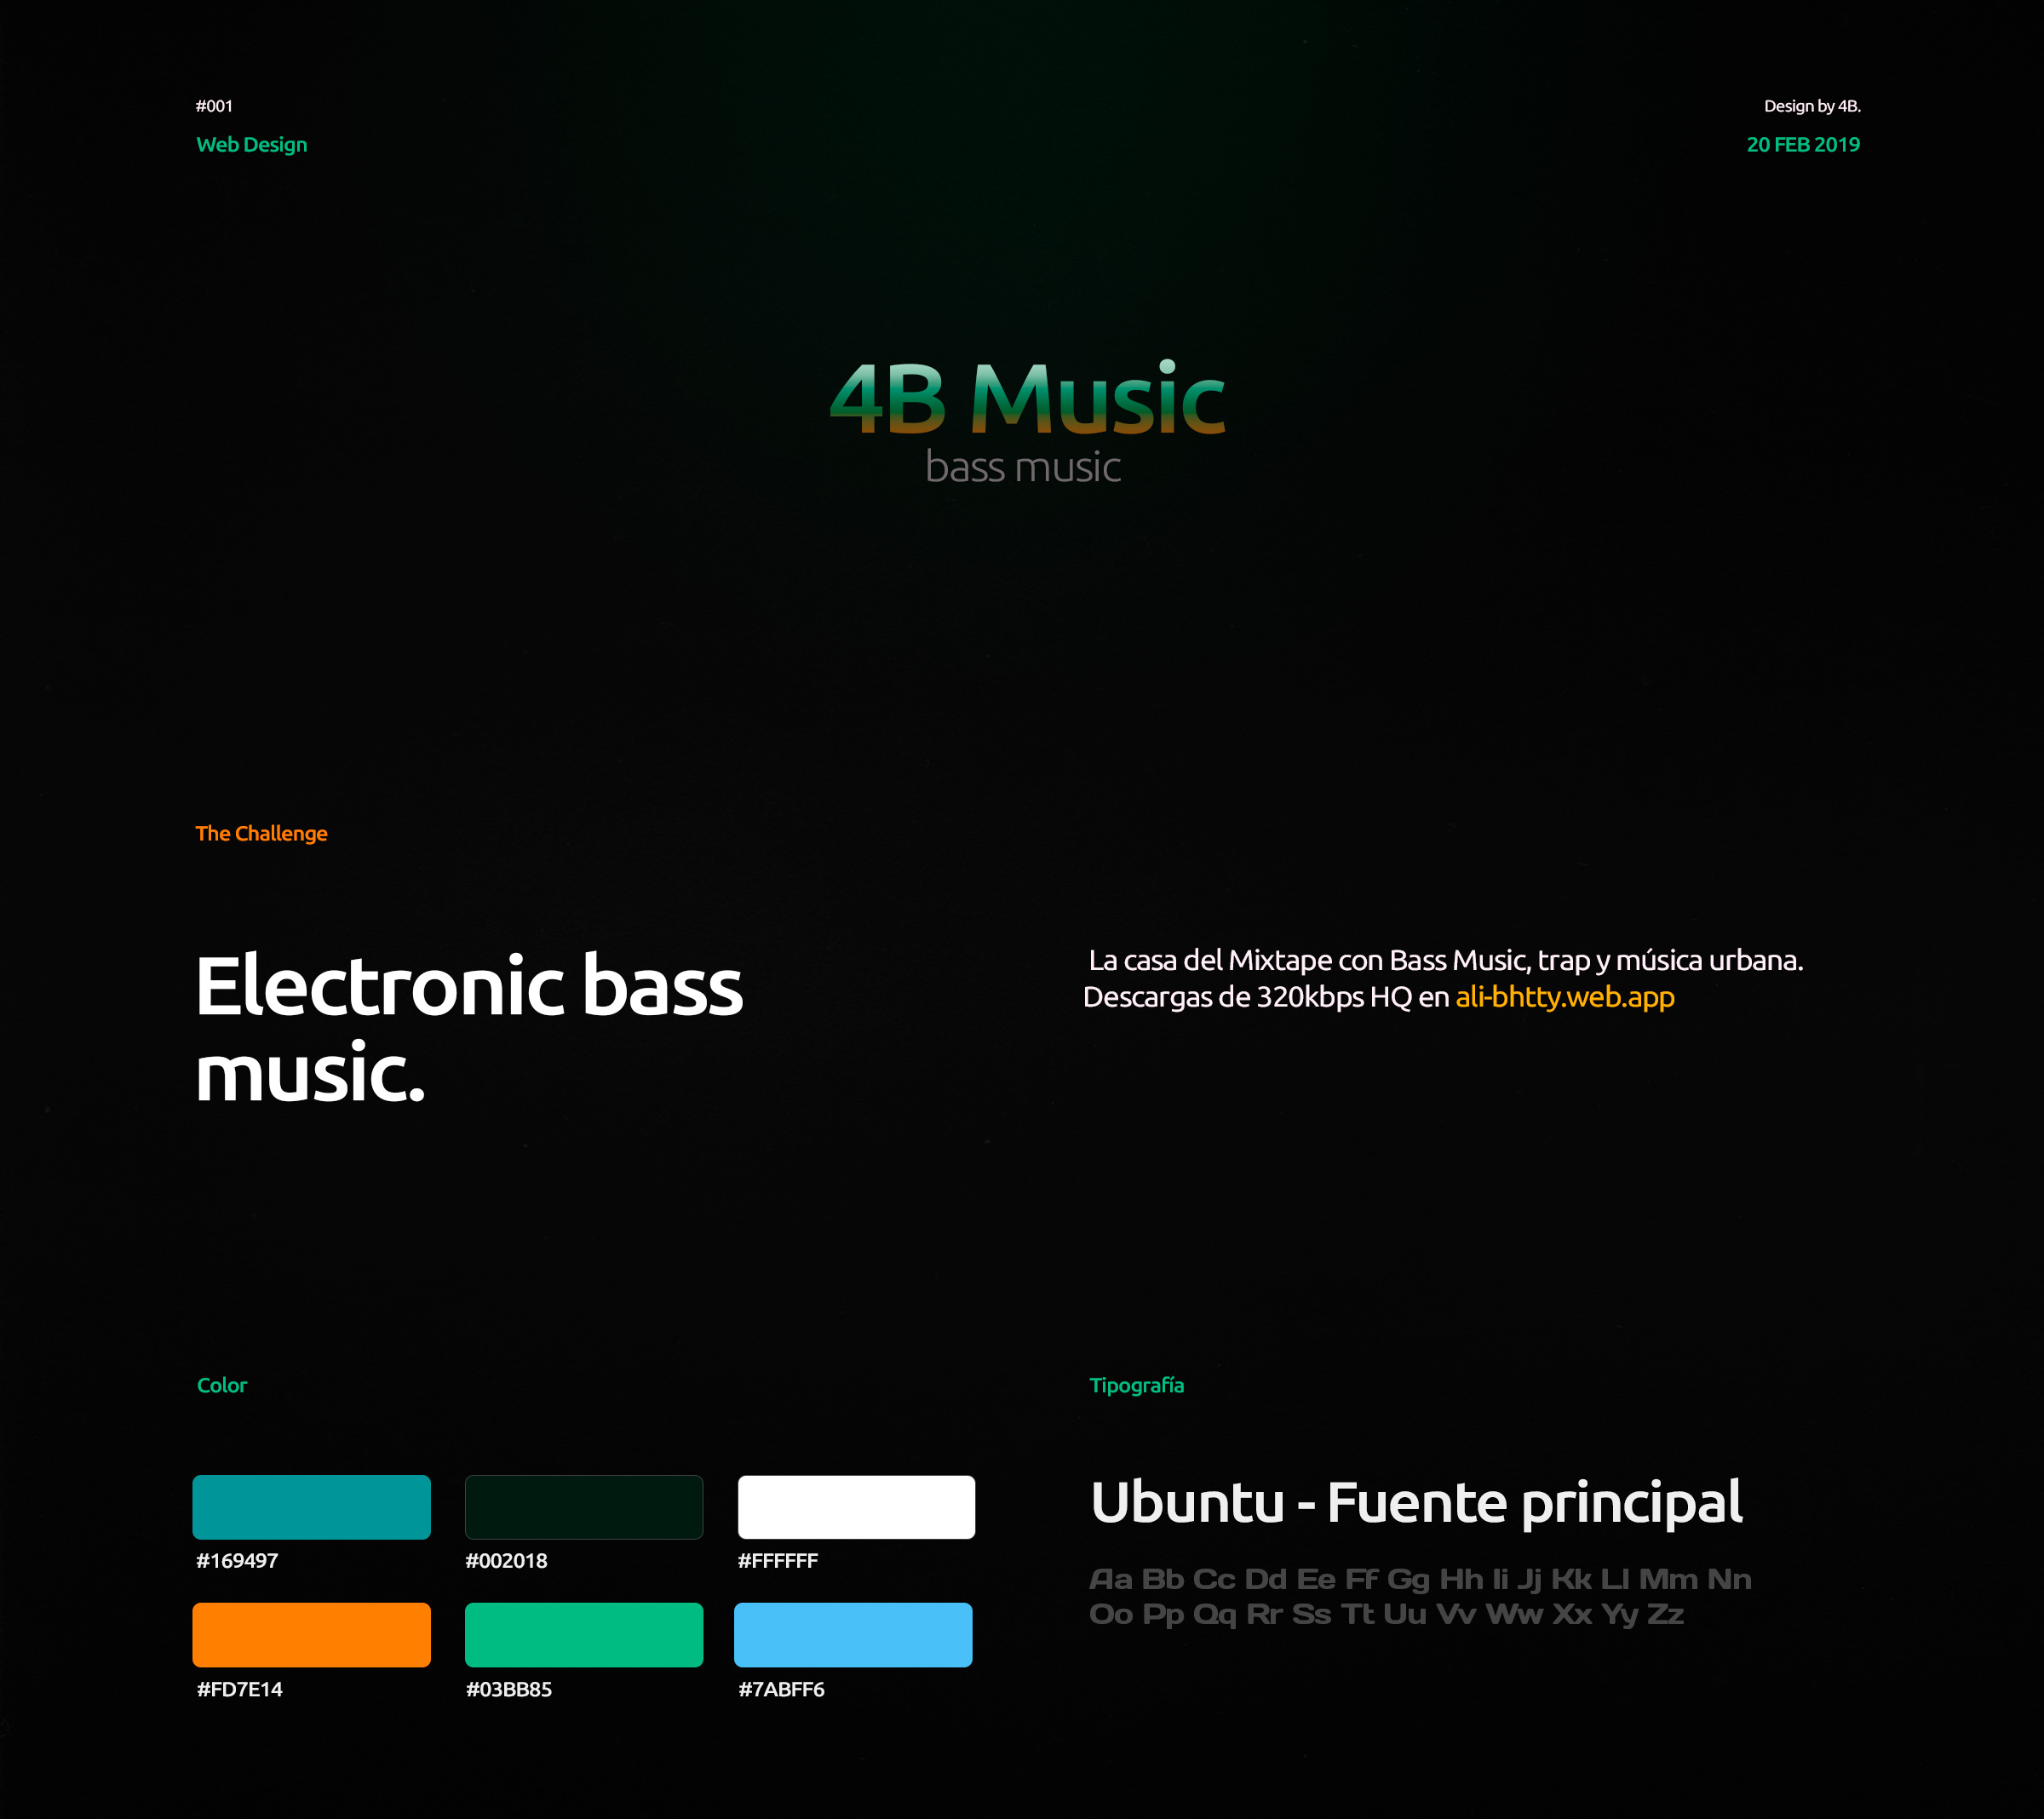 #001
Design by 4B.
Web Design
20 FEB 2019
4B Music
bass music
The Challenge
Electronic bass
music.
La casa del Mixtape con Bass Music, trap y música urbana.
Descargas de 320kbps HQ en ali-bhtty.web.app
Color
#169497
#002018
#FFFFFF
#FD7E14
#03BB85
#7ABFF6
Tipografía
Ubuntu - Fuente principal
Aa Bb Cc Dd Ee Ff Gg Hh Ii Jj Kk Ll Mm Nn
Oo Pp Qq Rr Ss Tt Uu Vv Ww Xx Yy Zz